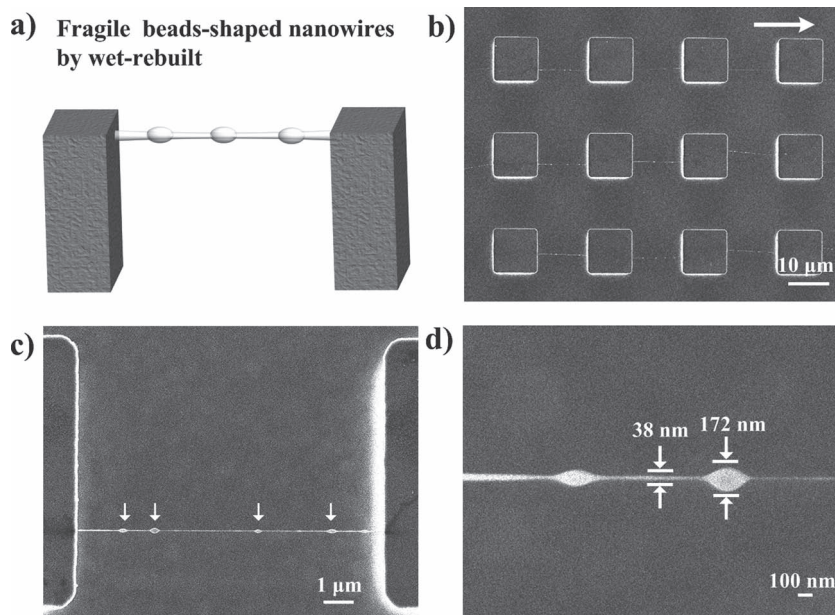 a) Fragile beads-shaped nanowires
by wet-rebuilt
b)
10 μm
c)
1 μm
d)
38 nm
172 nm
100 nm